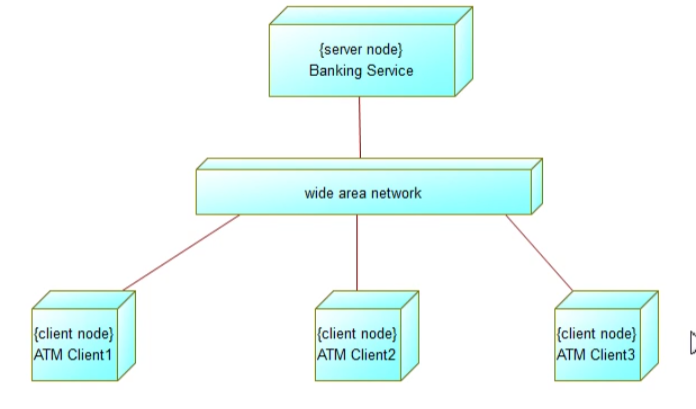 {server node}
Banking Service
wide area network
{client node}
ATM Client1
{client node}
ATM Client2
{client node}
ATM Client3